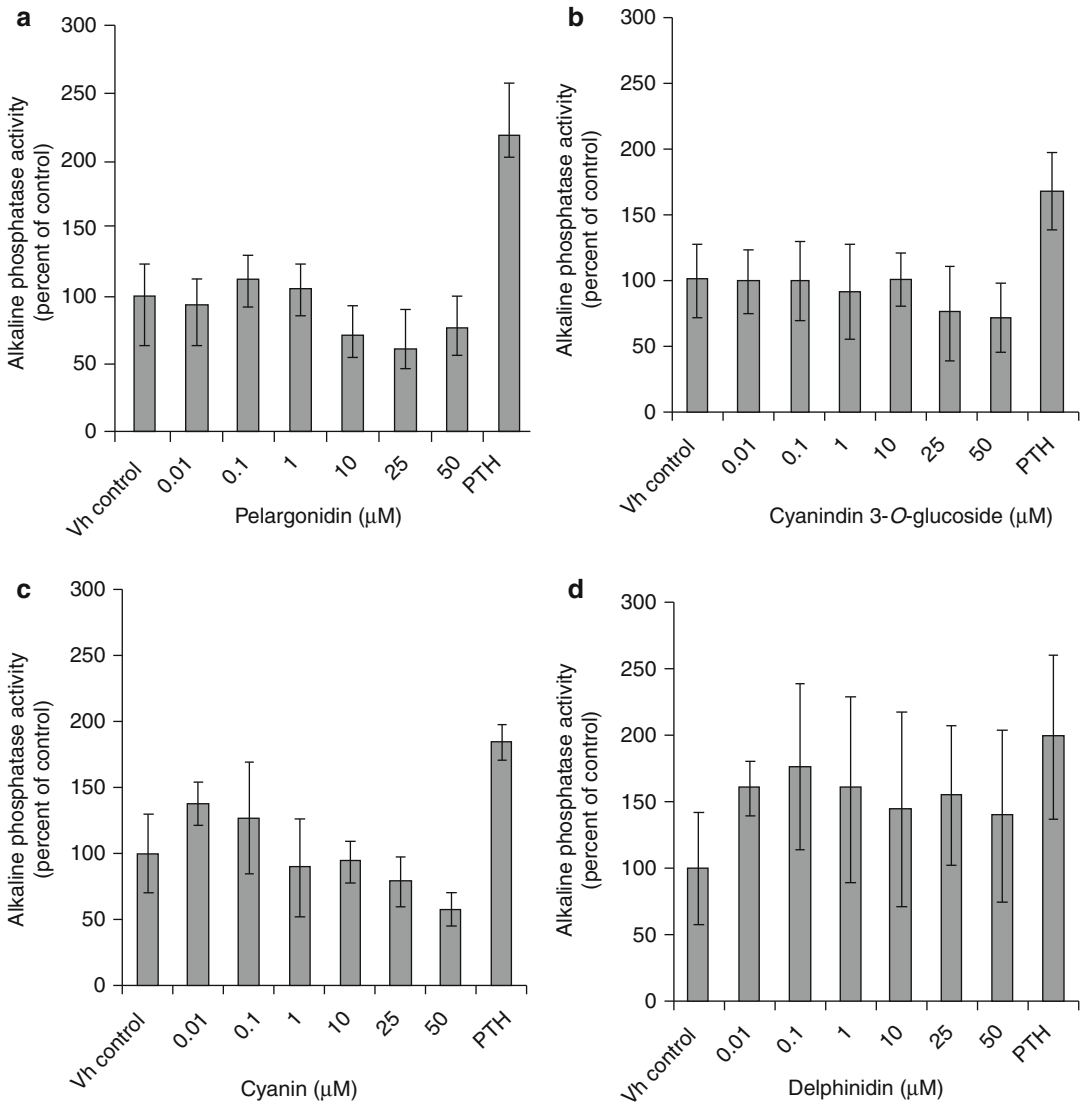 a
Alkaline phosphatase activity
(percent of control)
300
250
200
150
100
50
0
Vh control
0.01
0.1
1
10
25
50
PTH
Pelargonidin (μM)
b
Alkaline phosphatase activity
(percent of control)
300
250
200
150
100
50
0
Vh control
0.01
0.1
1
10
25
50
PTH
Cyanindin 3-O-glucoside (μM)
c
Alkaline phosphatase activity
(percent of control)
300
250
200
150
100
50
0
Vh control
0.01
0.1
1
10
25
50
PTH
Cyanin (μM)
d
Alkaline phosphatase activity
(percent of control)
300
250
200
150
100
50
0
Vh control
0.01
0.1
1
10
25
50
PTH
Delphinidin (μM)